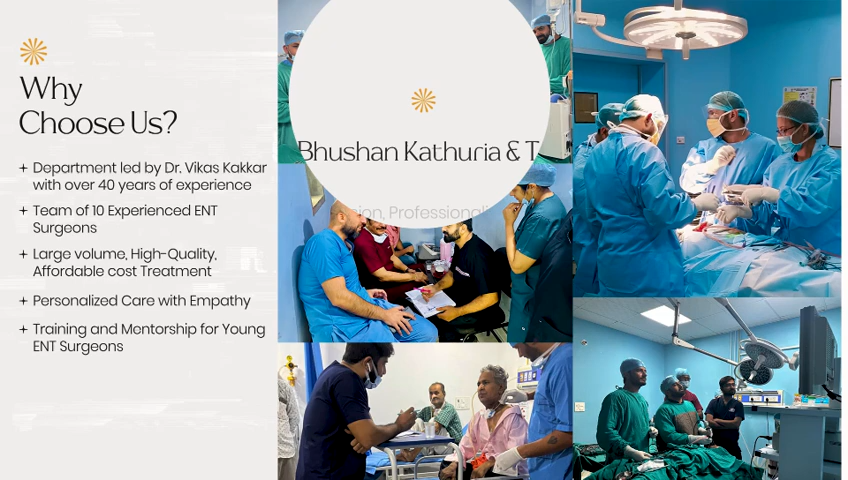 Why
Choose Us?
+ Department led by Dr. Vikas Kakkar
with over 40 years of experience
+ Team of 10 Experienced ENT
Surgeons
+ Large volume, High-Quality,
Affordable cost Treatment
+ Personalized Care with Empathy
+ Training and Mentorship for Young
ENT Surgeons
Bhushan Kathuria & T
ion, Professionali